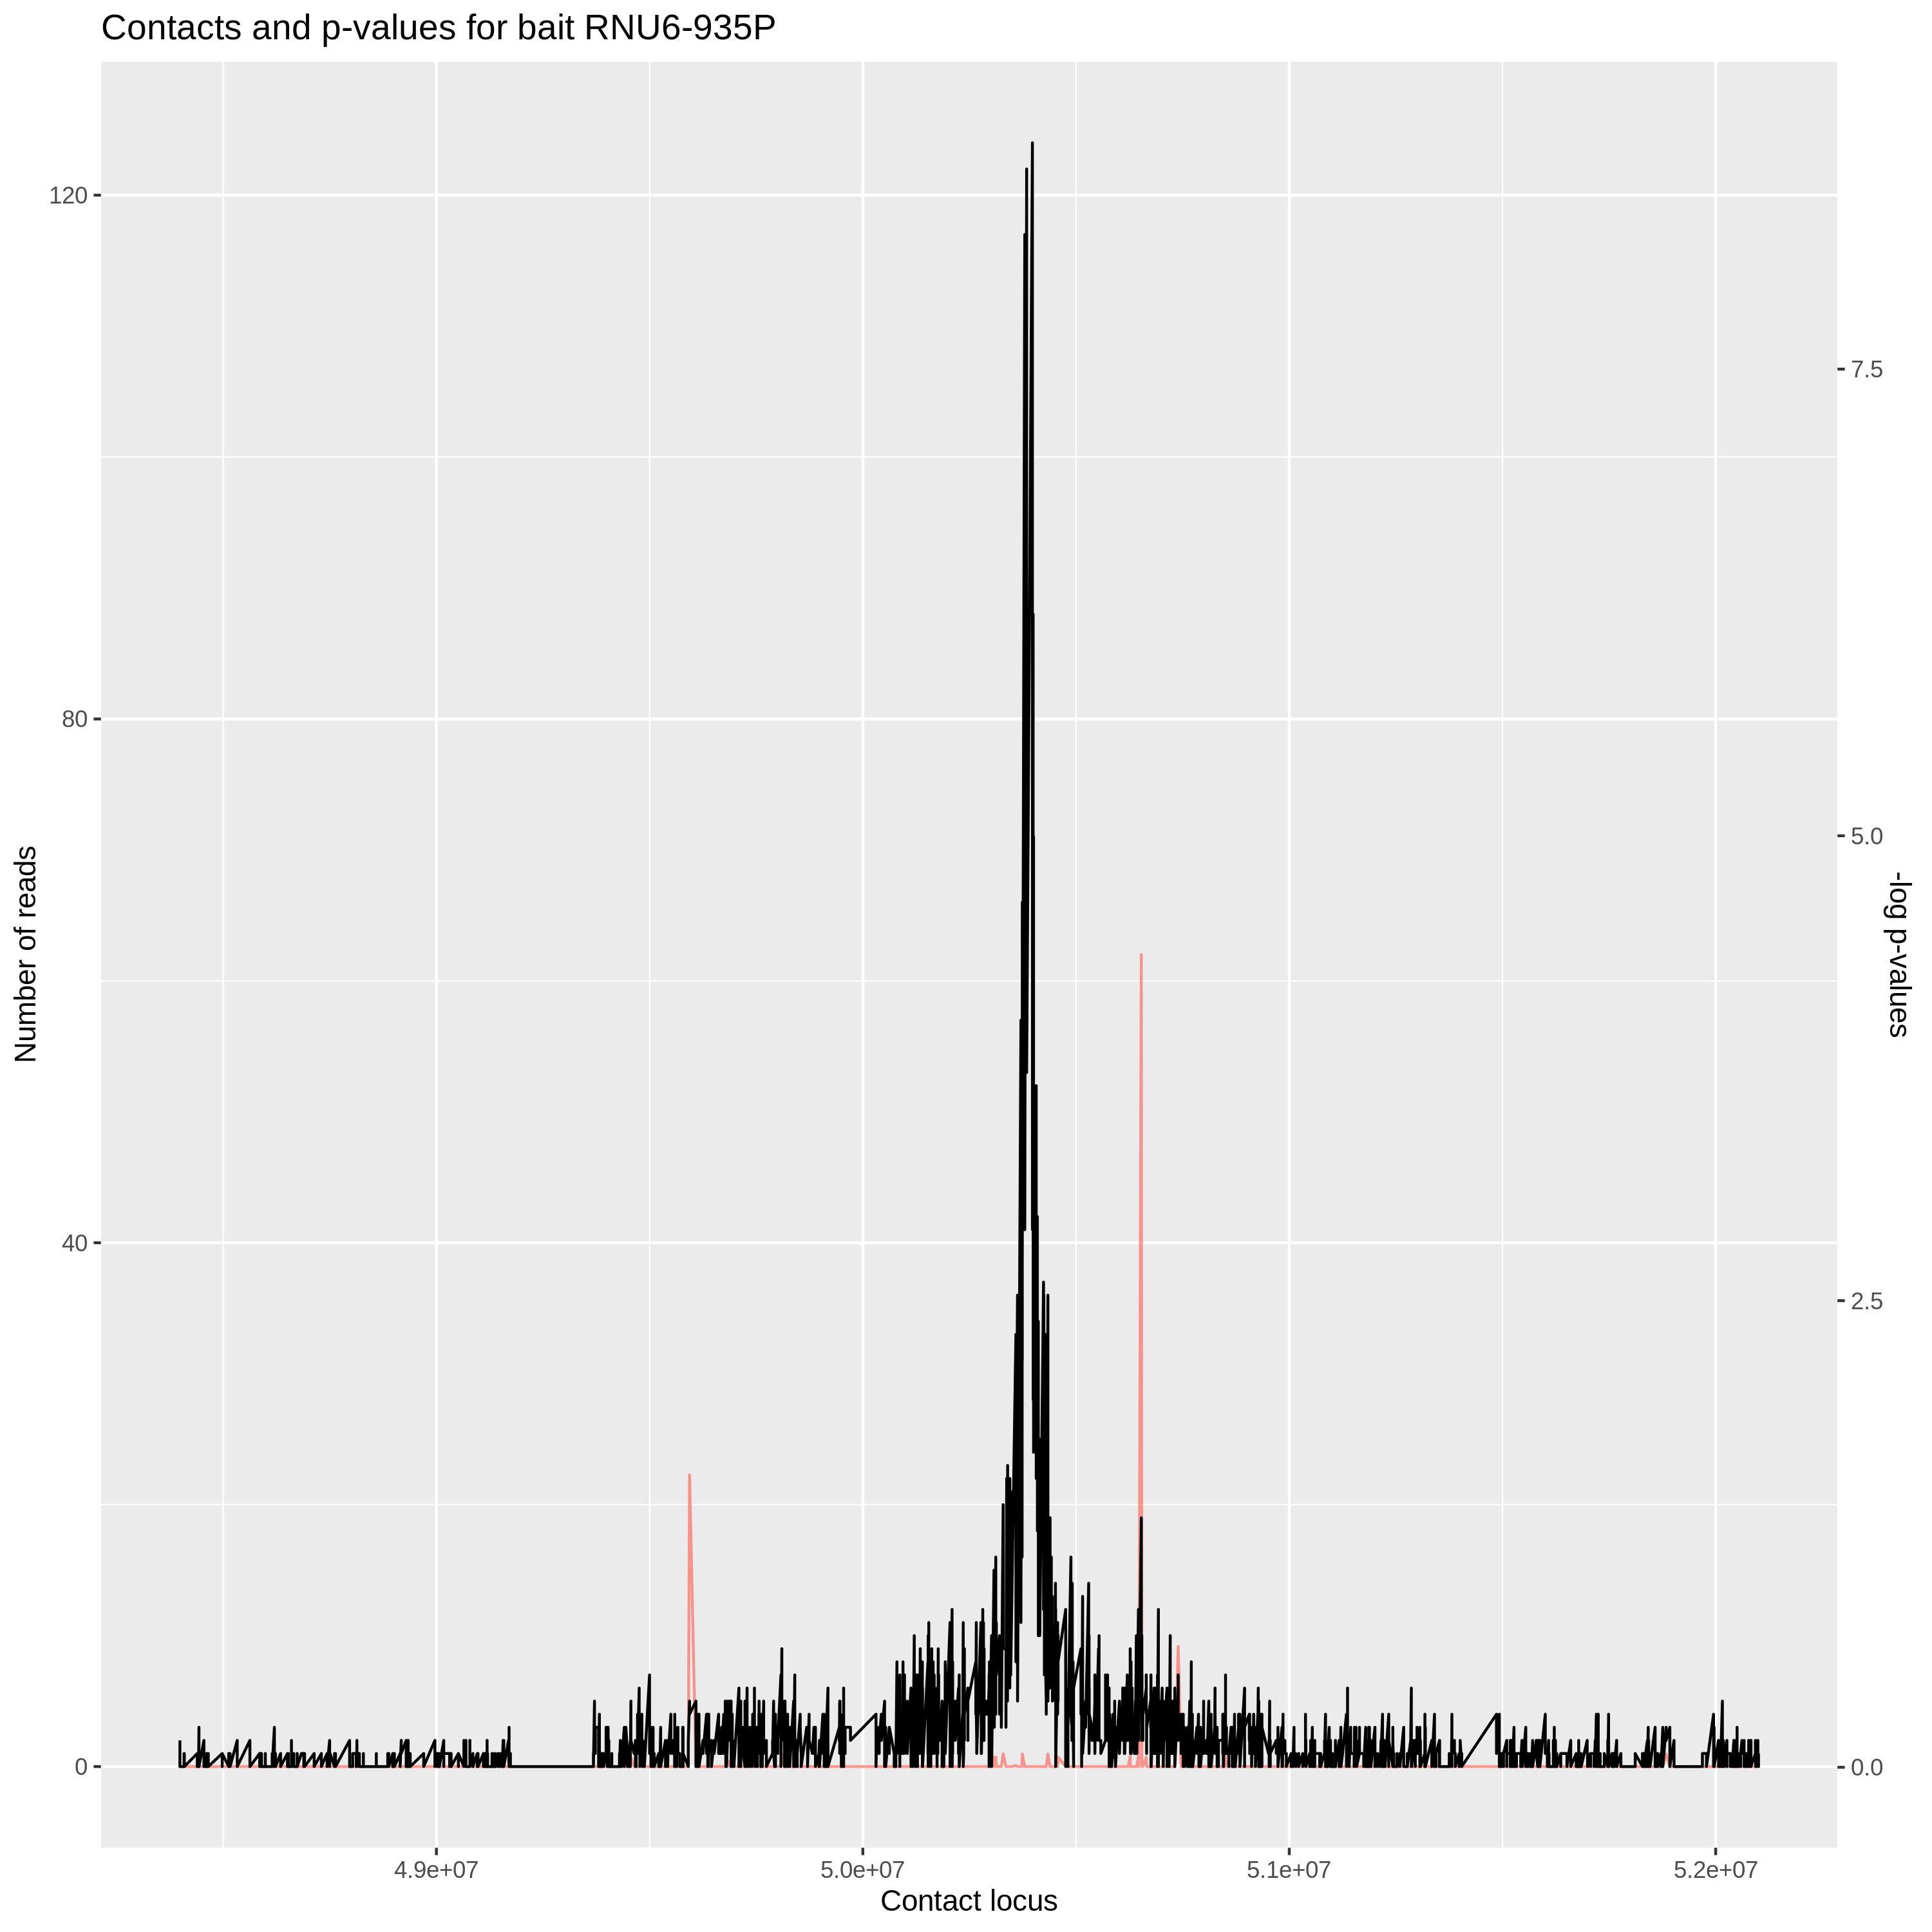 Contacts and p-values for bait RNU6-935P
120
80
40
0
Number of reads
7.5
5.0
2.5
0.0
-log p-values
4.9e+07
5.0e+07
5.1e+07
5.2e+07
Contact locus